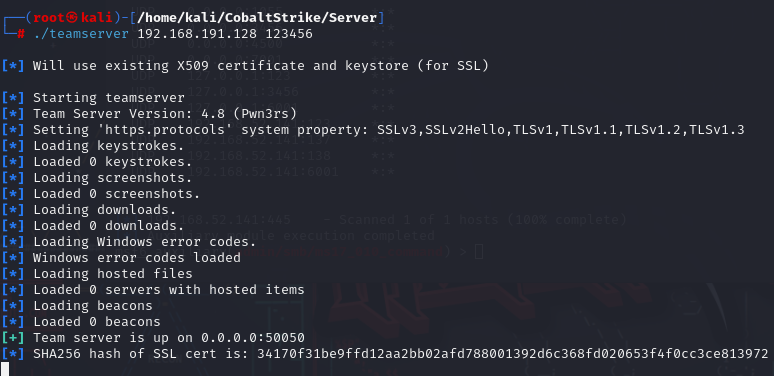 ┌──(root㉿kali)-[/home/kali/CobaltStrike/Server]
└─# ./teamserver 192.168.191.128 123456
[*] Will use existing X509 certificate and keystore (for SSL)
[*] Starting teamserver
[*] Team Server Version: 4.8 (Pwn3rs)
[*] Setting 'https.protocols' system property: SSLv3,SSLv2Hello,TLSv1,TLSv1.1,TLSv1.2,TLSv1.3
[*] Loading keystrokes.
[*] Loaded 0 keystrokes.
[*] Loading screenshots.
[*] Loaded 0 screenshots.
[*] Loading downloads.
[*] Loaded 0 downloads.
[*] Loading Windows error codes.
[*] Windows error codes loaded
[*] Loading hosted files
[*] Loaded 0 servers with hosted items
[*] Loading beacons
[*] Loaded 0 beacons
[+] Team server is up on 0.0.0.0:50050
[*] SHA256 hash of SSL cert is: 34170f31be9ffd12aa2bb02afd788001392d6c368fd020653f4f0cc3ce813972